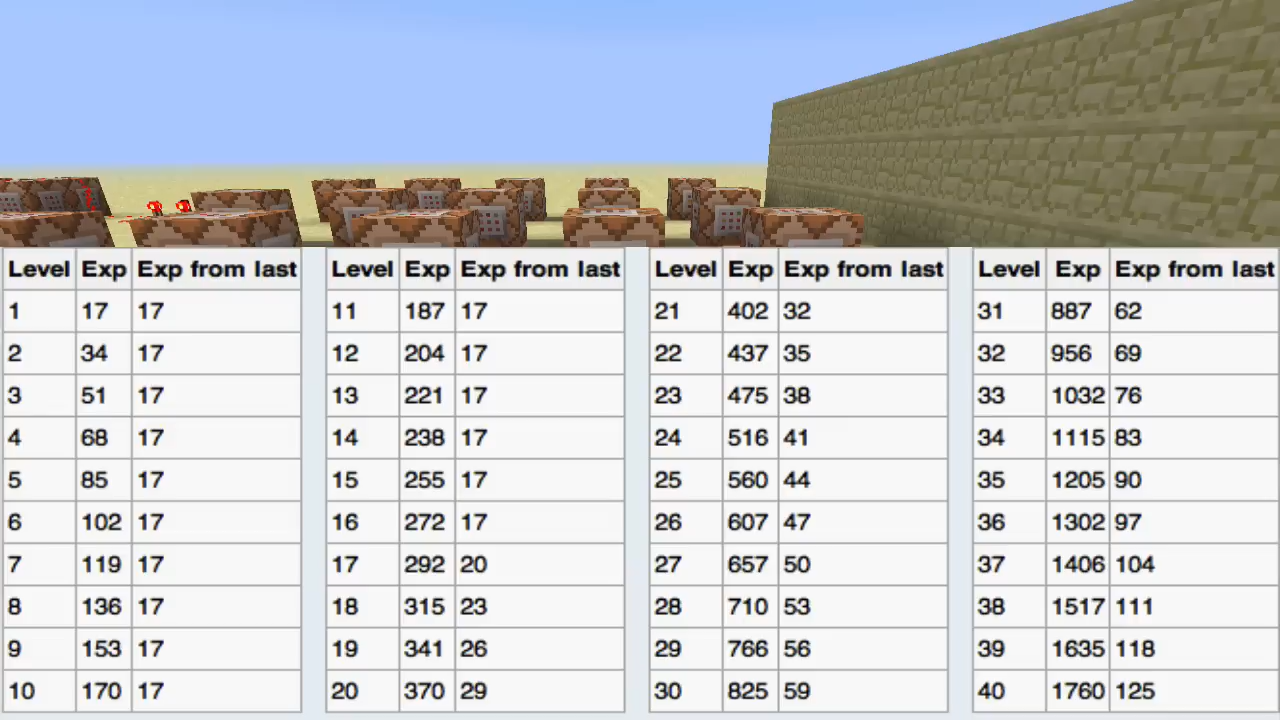 Level Exp Exp from last Level Exp Exp from last Level Exp Exp from last Level Exp Exp from last
1 17 17 11 187 17 21 402 32 31 887 62
2 34 17 12 204 17 22 437 35 32 956 69
3 51 17 13 221 17 23 475 38 33 1032 76
4 68 17 14 238 17 24 516 41 34 1115 83
5 85 17 15 255 17 25 560 44 35 1205 90
6 102 17 16 272 17 26 607 47 36 1302 97
7 119 17 17 292 20 27 657 50 37 1406 104
8 136 17 18 315 23 28 710 53 38 1517 111
9 153 17 19 341 26 29 766 56 39 1635 118
10 170 17 20 370 29 30 825 59 40 1760 125